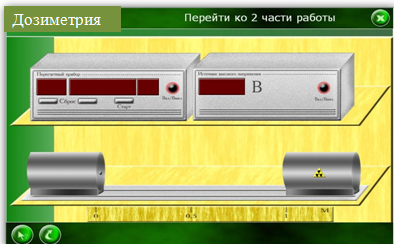 Дозиметрия
Перейти ко 2 части работы
Пересчетный прибор
Источник высокого напряжения
В
Сброс
Старт
Вкл/Выкл
Вкл/Выкл
0
0,5
1
М